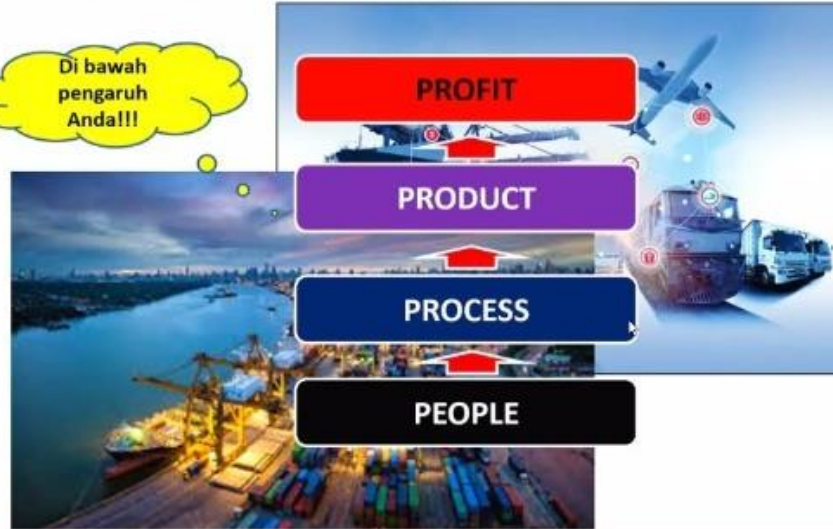 Di bawah
pengaruh
Anda!!!
PROFIT
PRODUCT
PROCESS
PEOPLE